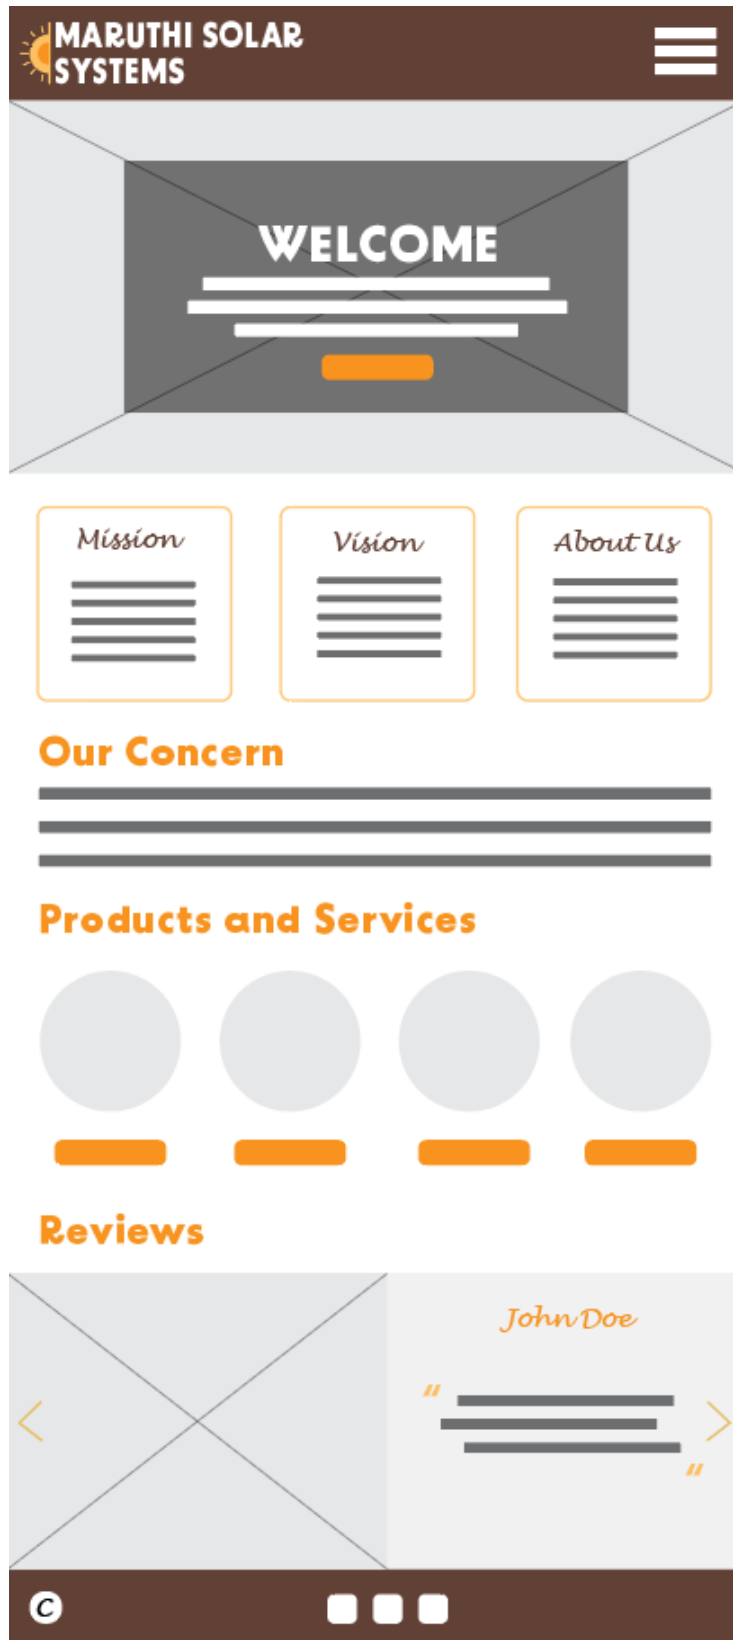 MARUTHI SOLAR
SYSTEMS
WELCOME
Mission
Vision
About Us
Our Concern
Products and Services
Reviews
John Doe
“
”
C